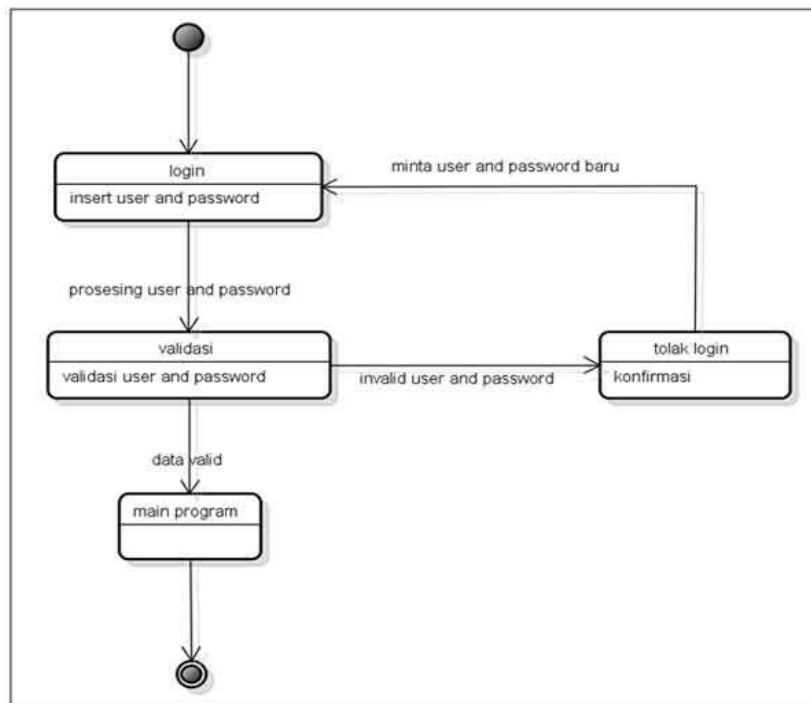 login
insert user and password
minta user and password baru
prosesing user and password
validasi
validasi user and password
invalid user and password
tolak login
konfirmasi
data valid
main program